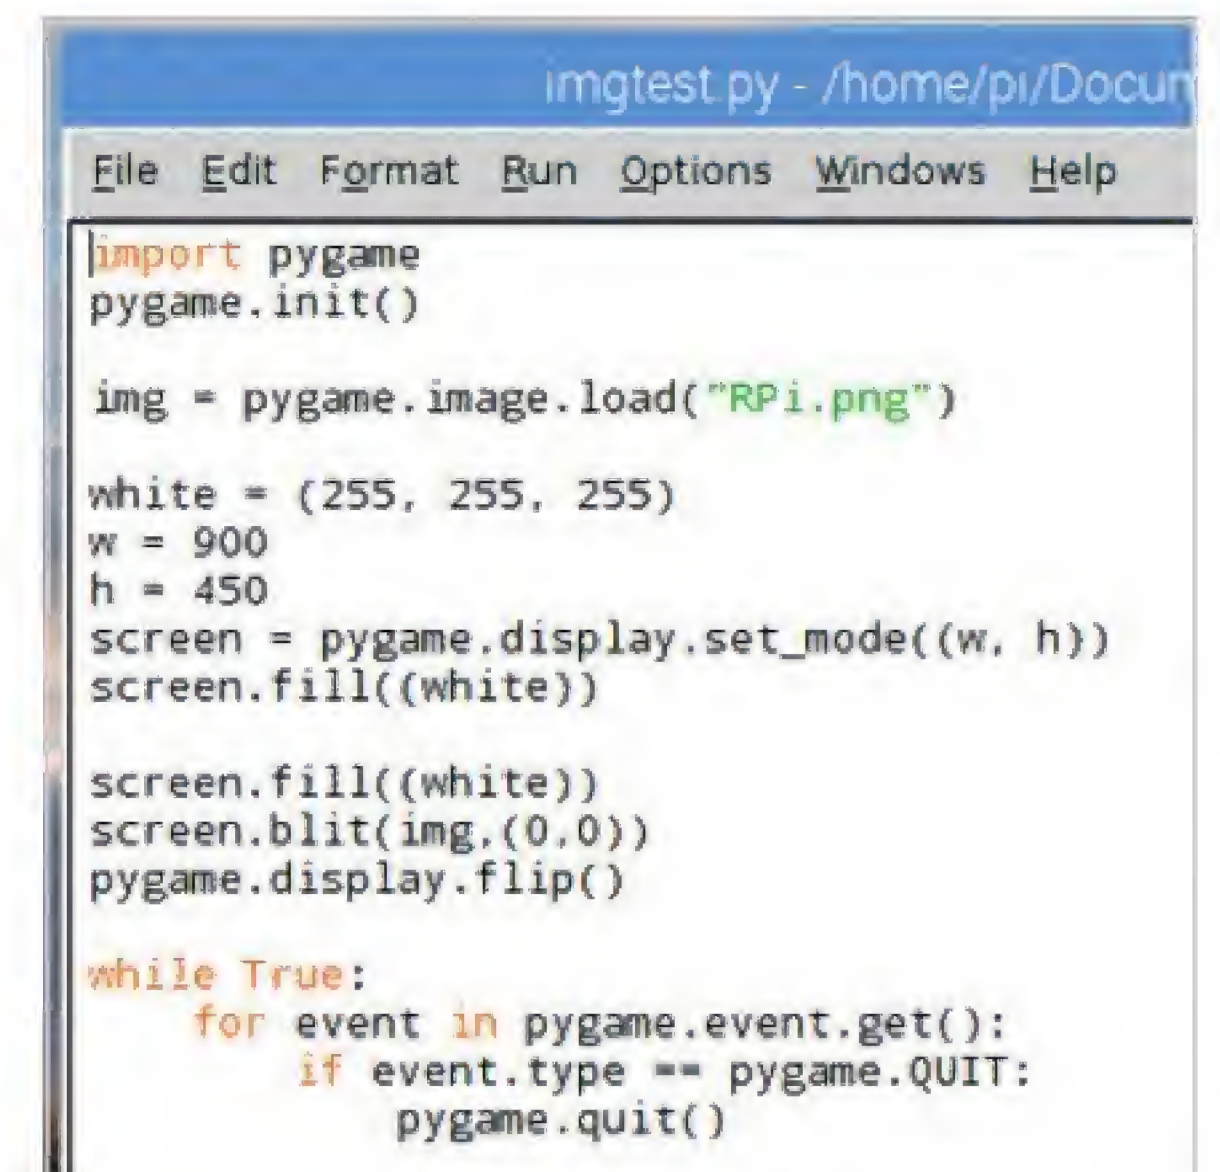 imgtest.py - /home/pi/Docum
File Edit Format Run Options Windows Help
import pygame
pygame.init()
img = pygame.image.load("RPi.png")
white = (255, 255, 255)
w = 900
h = 450
screen = pygame.display.set_mode((w, h))
screen.fill((white))
screen.fill((white))
screen.blit(img,(0,0))
pygame.display.flip()
while True:
    for event in pygame.event.get():
        if event.type == pygame.QUIT:
            pygame.quit()